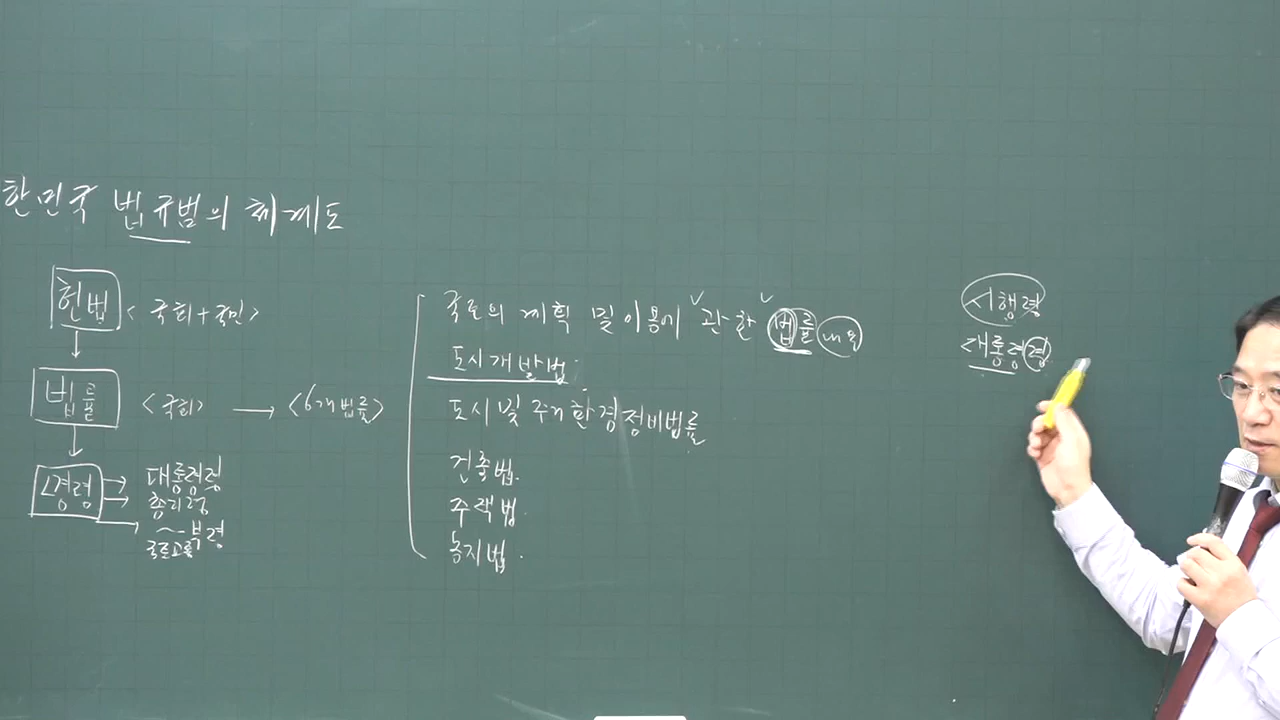 한민국 법규범의 체계도
헌법 <국회+국민>
법률 <국회> → <6개 법률>
명령 → 대통령령
총리령
부령
국토교통
국토의 계획 및 이용에 관한 법률
도시개발법.
도시 및 주거환경정비법률
건축법.
주택법.
농지법.
시행령
<대통령령